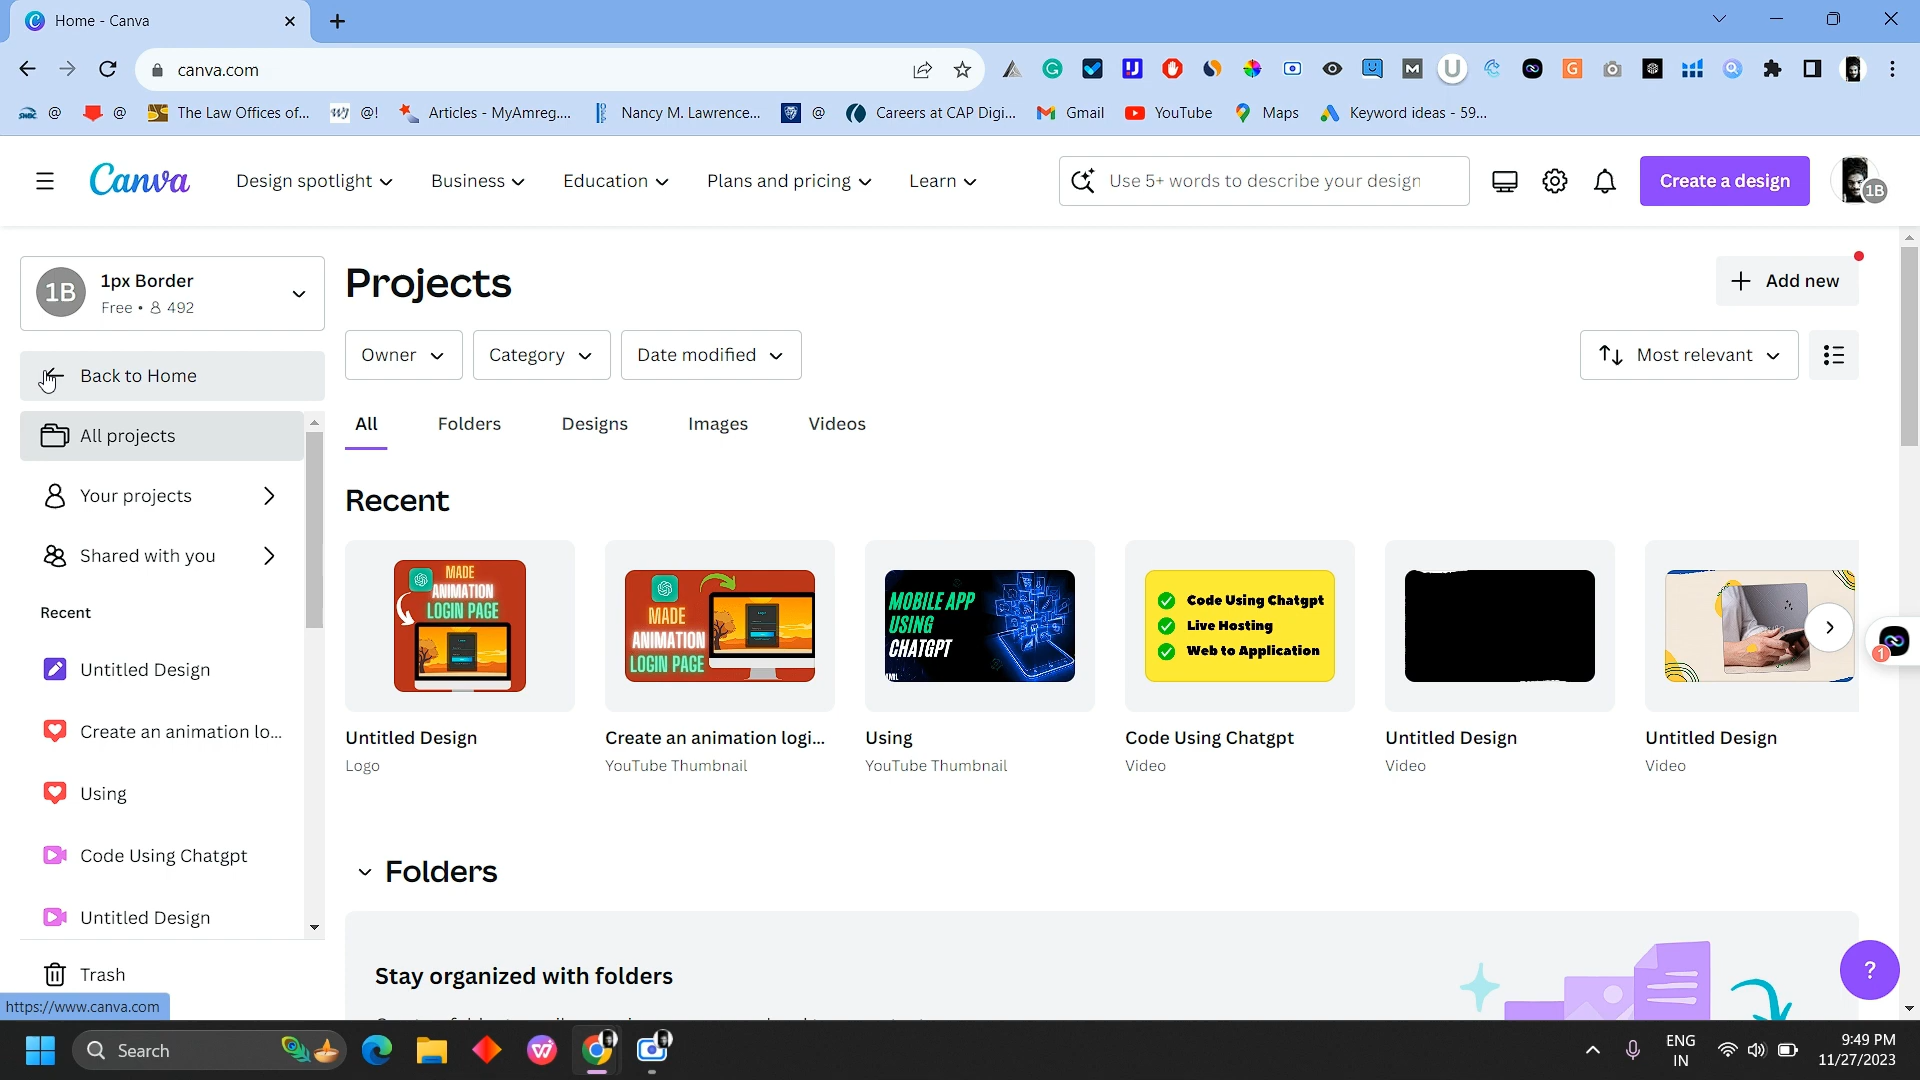 Home - Canva
canva.com
@
@
The Law Offices of...
@!
Articles - MyAmreg....
Nancy M. Lawrence...
@
Careers at CAP Digi...
Gmail
YouTube
Maps
Keyword ideas - 59...
Canva
Design spotlight
Business
Education
Plans and pricing
Learn
Use 5+ words to describe your design
Create a design
1B
1B
1px Border
Free • 492
Projects
Add new
Owner
Category
Date modified
Most relevant
Back to Home
All
Folders
Designs
Images
Videos
All projects
Your projects
Shared with you
Recent
Untitled Design
Create an animation lo...
Using
Code Using Chatgpt
Untitled Design
Trash
https://www.canva.com
Recent
MADE
ANIMATION
LOGIN PAGE
Untitled Design
Logo
MADE
ANIMATION
LOGIN PAGE
Create an animation logi...
YouTube Thumbnail
MOBILE APP
USING
CHATGPT
Using
YouTube Thumbnail
Code Using Chatgpt
Live Hosting
Web to Application
Code Using Chatgpt
Video
Untitled Design
Video
Untitled Design
Video
1
Folders
Stay organized with folders
?
Search
ENG
IN
9:49 PM
11/27/2023